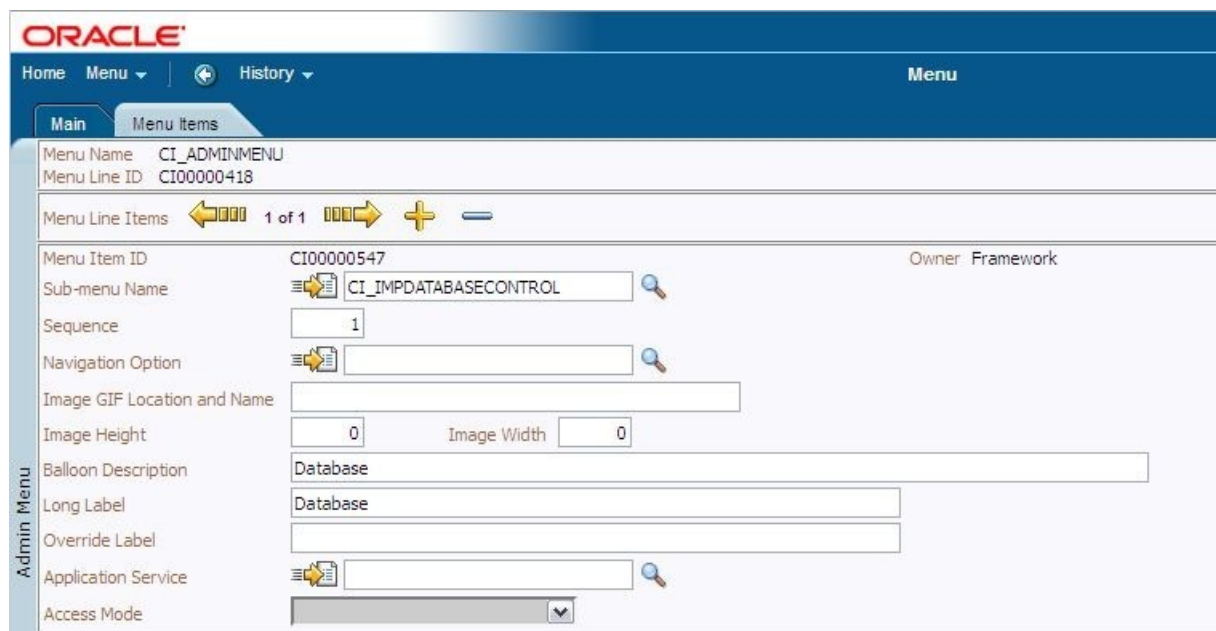 ORACLE
Home Menu History Menu
Main Menu Items
Menu Name CI_ADMINMENU
Menu Line ID CI00000418
Menu Line Items 1 of 1
Menu Item ID CI00000547 Owner Framework
Sub-menu Name CI_IMPDATABASECONTROL
Sequence 1
Navigation Option
Image GIF Location and Name
Image Height 0 Image Width 0
Balloon Description Database
Long Label Database
Override Label
Application Service
Access Mode
Admin Menu